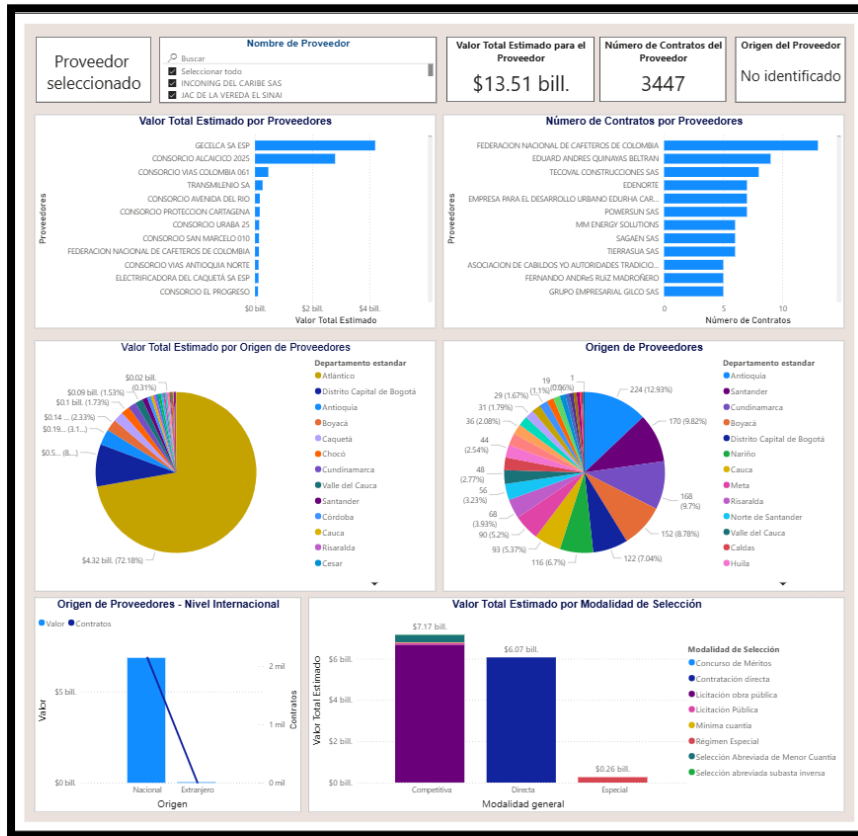 Proveedor
seleccionado
Nombre de Proveedor
Buscar
Seleccionar todo
INCONING DEL CARIBE SAS
JAC DE LA VEREDA EL SINAI
Valor Total Estimado para el
Proveedor
$13.51 bill.
Número de Contratos del
Proveedor
3447
Origen del Proveedor
No identificado
Valor Total Estimado por Proveedores
Proveedores
GECELCA SA ESP
CONSORCIO ALCAICICO 2025
CONSORCIO VIAS COLOMBIA 061
TRANSMILENIO SA
CONSORCIO AVENIDA DEL RIO
CONSORCIO PROTECCION CARTAGENA
CONSORCIO URABA 25
CONSORCIO SAN MARCELO 010
FEDERACION NACIONAL DE CAFETEROS DE COLOMBIA
CONSORCIO VIAS ANTIOQUIA NORTE
ELECTRIFICADORA DEL CAQUETÁ SA ESP
CONSORCIO EL PROGRESO
$0 bill. $2 bill. $4 bill.
Valor Total Estimado
Número de Contratos por Proveedores
Proveedores
FEDERACION NACIONAL DE CAFETEROS DE COLOMBIA
EDUARD ANDRES QUINAYAS BELTRAN
TECOVAL CONSTRUCCIONES SAS
EDENORTE
EMPRESA PARA EL DESARROLLO URBANO EDURHA CAR...
POWERSUN SAS
MM ENERGY SOLUTIONS
SAGAEN SAS
TIERRASUA SAS
ASOCIACION DE CABILDOS YO AUTORIDADES TRADICIO...
FERNANDO ANDReS RUIZ MADROÑERO
GRUPO EMPRESARIAL GILCO SAS
0 5 10
Número de Contratos
Valor Total Estimado por Origen de Proveedores
$0.02 bill.
(0.31%)
$0.09 bill. (1.53%)
$0.1 bill. (1.73%)
$0.14 ... (2.33%)
$0.19... (3.1...)
$0.5... (8....)
$4.32 bill. (72.18%)
Departamento estandar
Atlántico
Distrito Capital de Bogotá
Antioquia
Boyacá
Caquetá
Chocó
Cundinamarca
Valle del Cauca
Santander
Córdoba
Cauca
Risaralda
Cesar
Origen de Proveedores
1
19
(0.06%)
(1.1%)
29 (1.67%)
31 (1.79%)
36 (2.08%)
44
(2.54%)
48
(2.77%)
56
(3.23%)
68
(3.93%)
90 (5.2%)
93 (5.37%)
116 (6.7%)
122 (7.04%)
152 (8.78%)
168
(9.7%)
170 (9.82%)
224 (12.93%)
Departamento estandar
Antioquia
Santander
Cundinamarca
Boyacá
Distrito Capital de Bogotá
Nariño
Cauca
Meta
Risaralda
Norte de Santander
Valle del Cauca
Caldas
Huila
Origen de Proveedores - Nivel Internacional
Valor Contratos
Valor
$5 bill.
$0 bill.
2 mil
1 mil
0 mil
Contratos
Nacional Extranjero
Origen
Valor Total Estimado por Modalidad de Selección
Valor Total Estimado
$6 bill.
$4 bill.
$2 bill.
$0 bill.
$7.17 bill.
$6.07 bill.
$0.26 bill.
Competitiva Directa Especial
Modalidad general
Modalidad de Selección
Concurso de Méritos
Contratación directa
Licitación obra pública
Licitación Pública
Mínima cuantía
Régimen Especial
Selección Abreviada de Menor Cuantía
Selección abreviada subasta inversa